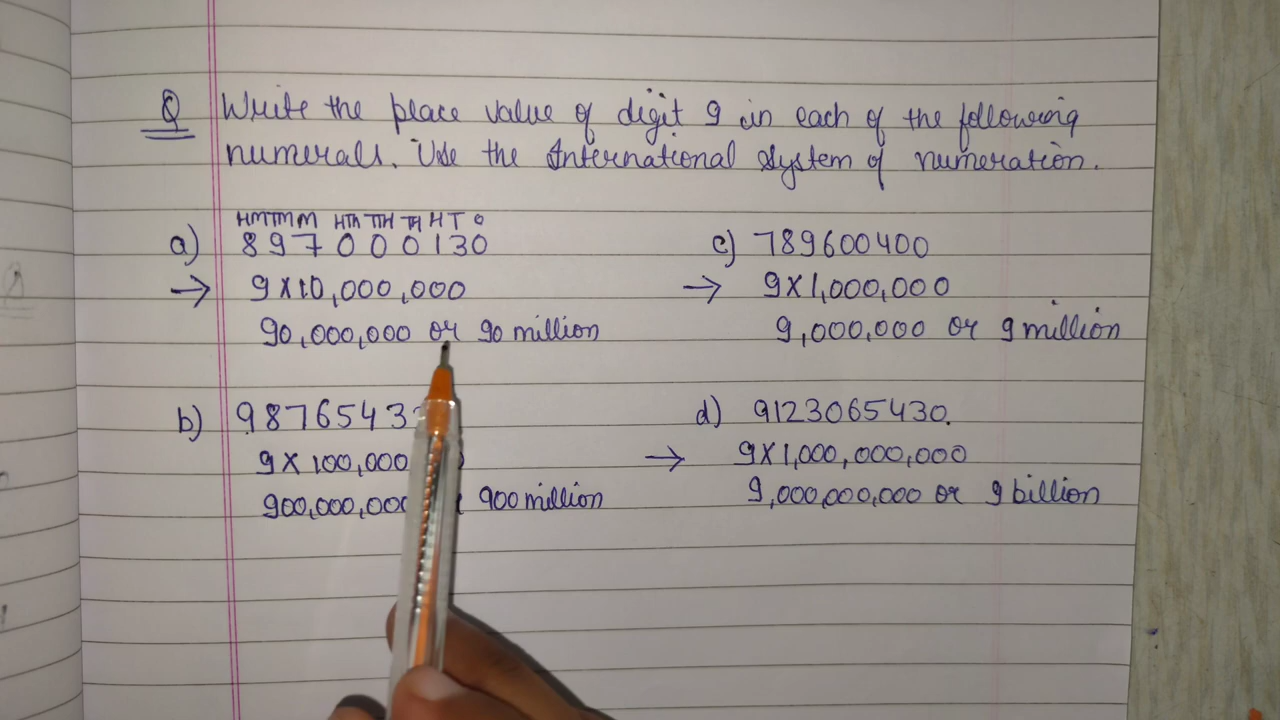 Q Write the place value of digit 9 in each of the following
numerals. Use the International System of numeration.
HM TM M HTh TTH TH H T O
a) 897000130
→ 9×10,000,000
90,000,000 or 90 million
b) 9876543
9 × 100,000
900,000,000 900 million
c) 789600400
→ 9×1,000,000
9,000,000 or 9 million
d) 9123065430.
→ 9×1,000,000,000
9,000,000,000 or 9 billion